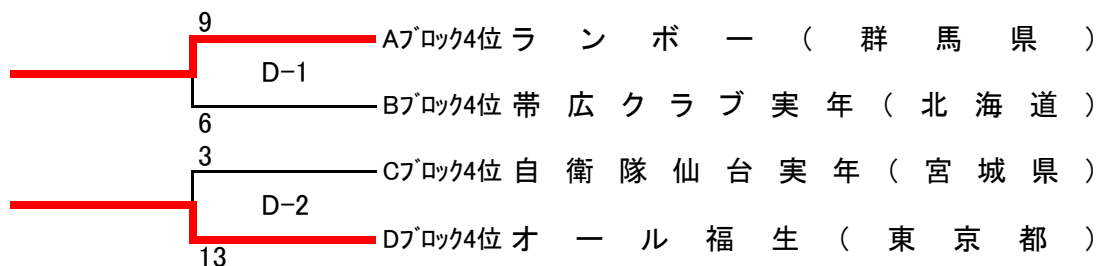 9
Aﾌﾞﾛｯｸ4位 ランボー(群馬県)
D-1
Bﾌﾞﾛｯｸ4位 帯広クラブ実年(北海道)
6
3
Cﾌﾞﾛｯｸ4位 自衛隊仙台実年(宮城県)
D-2
Dﾌﾞﾛｯｸ4位 オール福生(東京都)
13